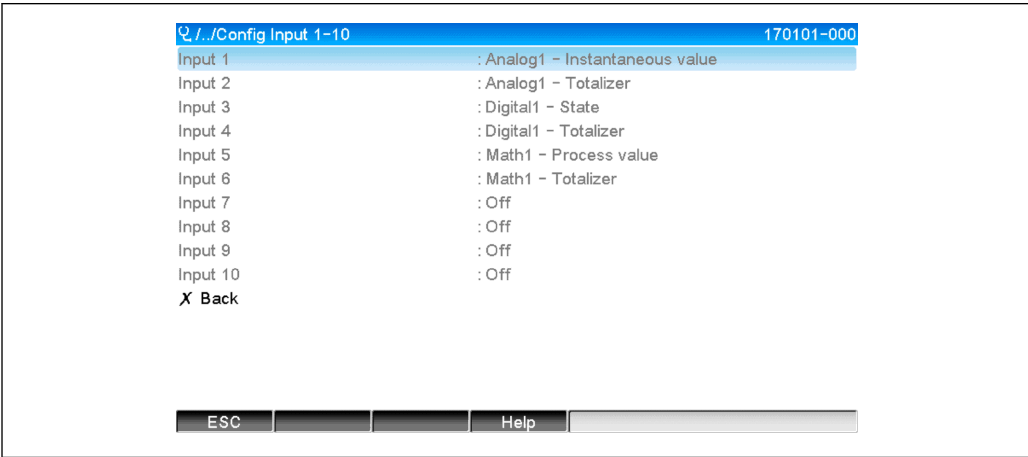 /../Config Input 1-10 170101-000
Input 1 : Analog1 - Instantaneous value
Input 2 : Analog1 - Totalizer
Input 3 : Digital1 - State
Input 4 : Digital1 - Totalizer
Input 5 : Math1 - Process value
Input 6 : Math1 - Totalizer
Input 7 : Off
Input 8 : Off
Input 9 : Off
Input 10 : Off
X Back
ESC Help